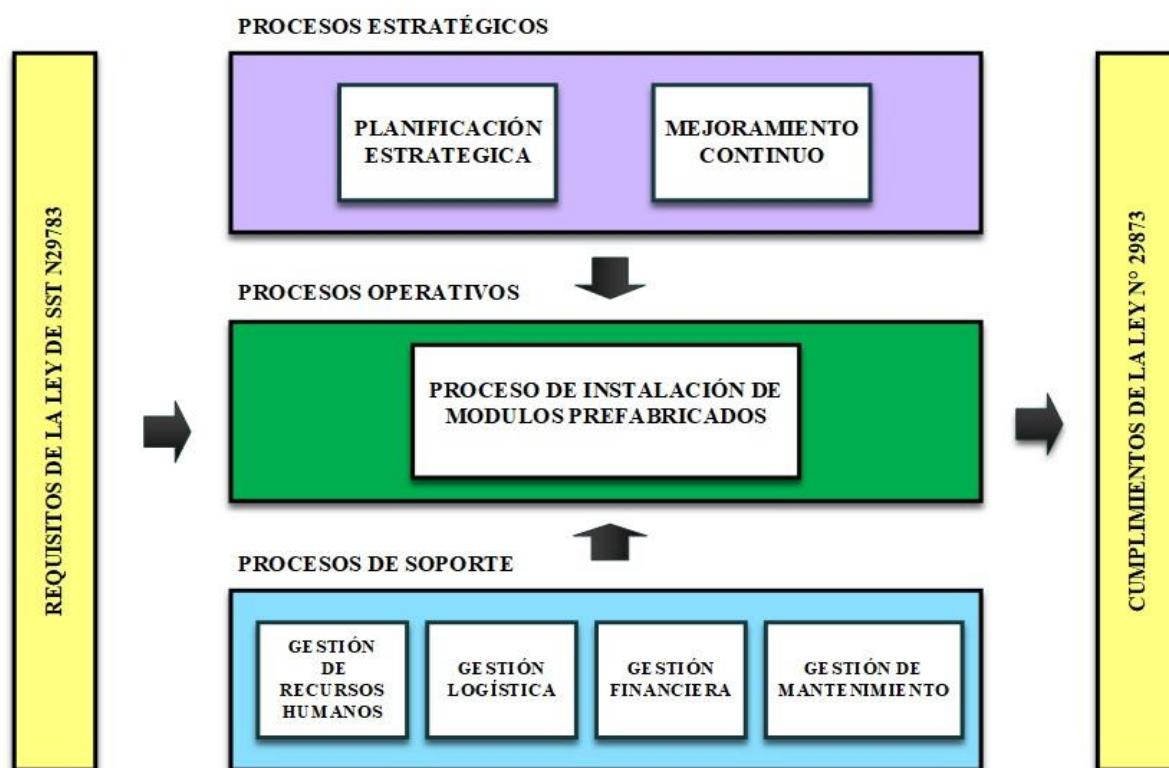 PROCESOS ESTRATÉGICOS
REQUISITOS DE LA LEY DE SST N29783
PLANIFICACIÓN
ESTRATEGICA
MEJORAMIENTO
CONTINUO
PROCESOS OPERATIVOS
PROCESO DE INSTALACIÓN DE
MODULOS PREFABRICADOS
PROCESOS DE SOPORTE
GESTIÓN
DE
RECURSOS
HUMANOS
GESTIÓN
LOGÍSTICA
GESTIÓN
FINANCIERA
GESTIÓN DE
MANTENIMIENTO
CUMPLIMIENTOS DE LA LEY N° 29873